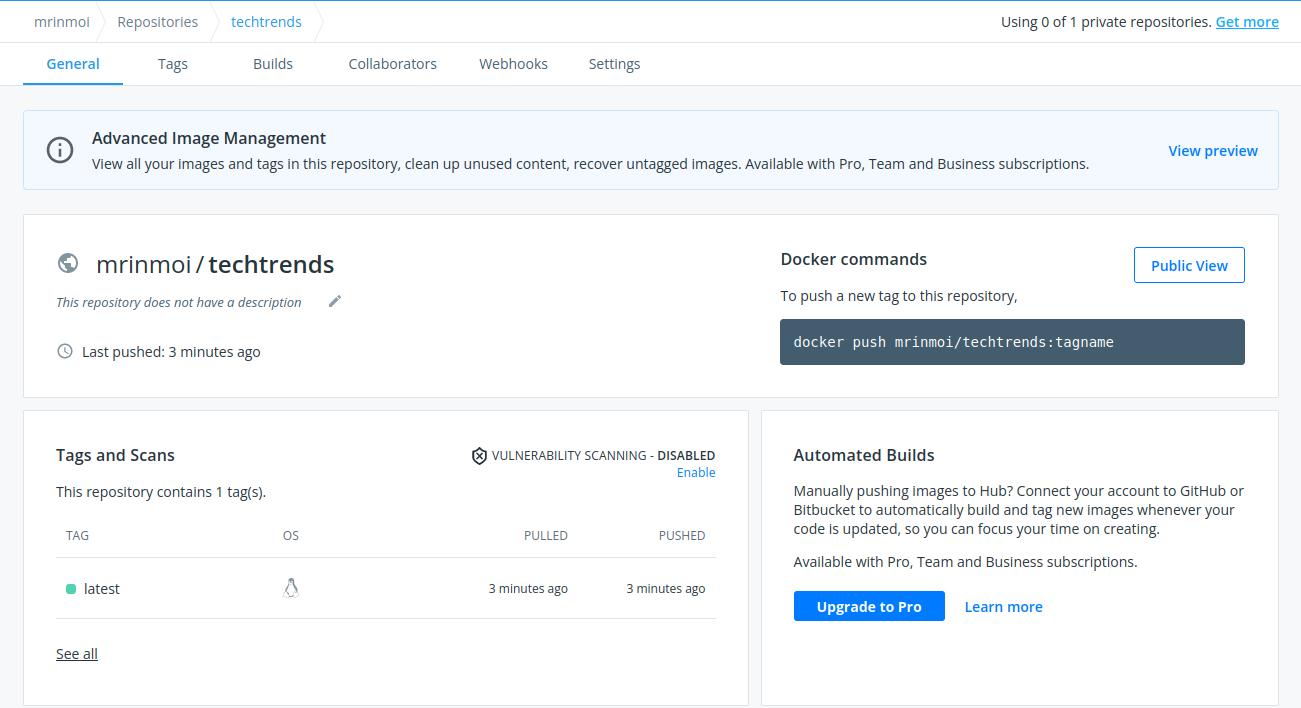 mrinmoi Repositories techtrends
Using 0 of 1 private repositories. Get more
General Tags Builds Collaborators Webhooks Settings
Advanced Image Management
View all your images and tags in this repository, clean up unused content, recover untagged images. Available with Pro, Team and Business subscriptions.
View preview
mrinmoi / techtrends
This repository does not have a description
Last pushed: 3 minutes ago
Docker commands
Public View
To push a new tag to this repository,
docker push mrinmoi/techtrends:tagname
Tags and Scans
VULNERABILITY SCANNING - DISABLED
Enable
This repository contains 1 tag(s).
TAG OS PULLED PUSHED
latest 3 minutes ago 3 minutes ago
See all
Automated Builds
Manually pushing images to Hub? Connect your account to GitHub or
Bitbucket to automatically build and tag new images whenever your
code is updated, so you can focus your time on creating.
Available with Pro, Team and Business subscriptions.
Upgrade to Pro Learn more